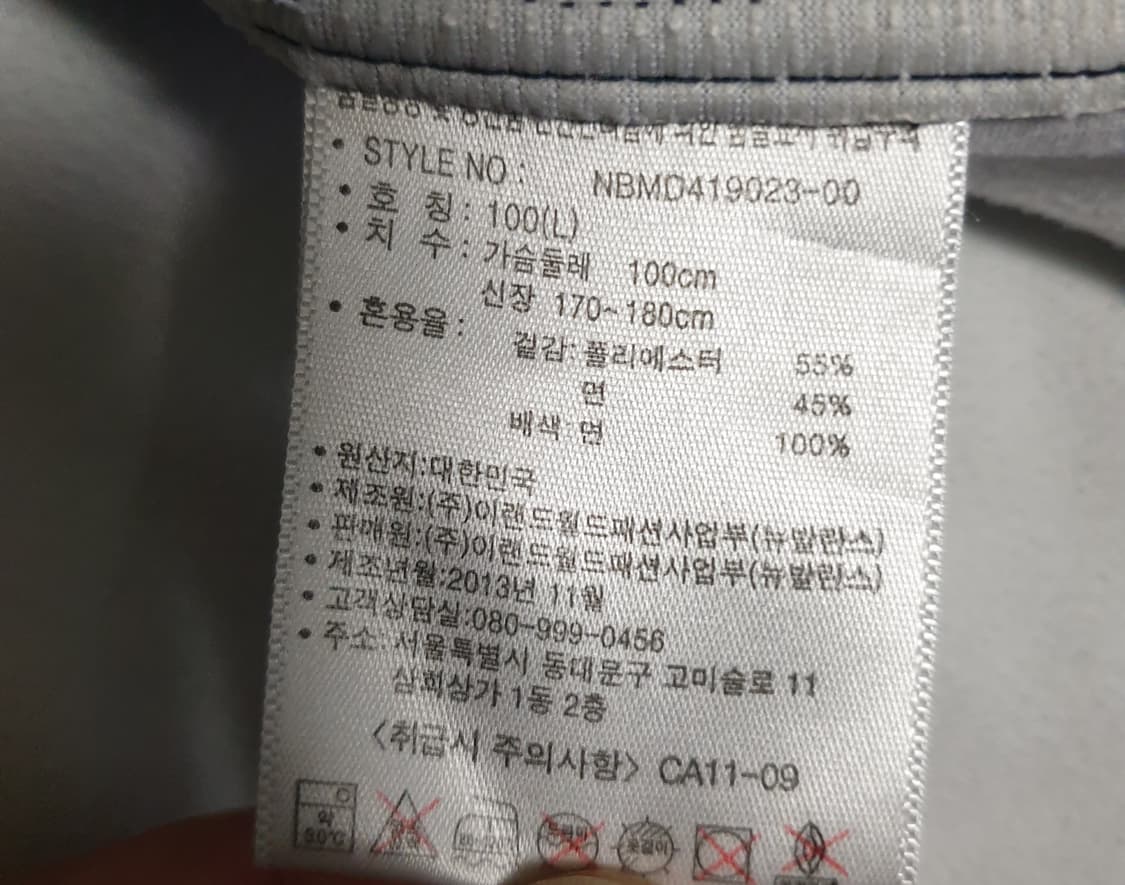 • STYLE NO : NBMD419023-00
• 호 칭 : 100(L)
• 치 수 : 가슴둘레 100cm
신장 170~180cm
• 혼용율 :
겉감: 폴리에스터 55%
면 45%
배색 면 100%
• 원산지:대한민국
• 제조원:(주)이랜드월드패션사업부(뉴발란스)
• 판매원:(주)이랜드월드패션사업부(뉴발란스)
• 제조년월:2013년 11월
• 고객상담실:080-999-0456
• 주소: 서울특별시 동대문구 고미술로 11
삼희상가 1동 2층
<취급시 주의사항> CA11-09
약
30℃
옷걸이